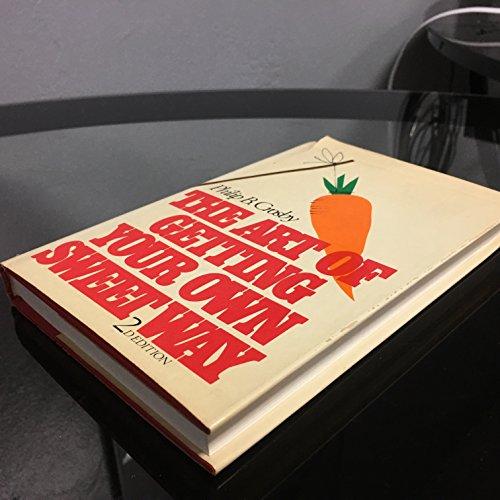 Philip B. Crosby
THE ART OF
GETTING
YOUR OWN
SWEET WAY
2D EDITION